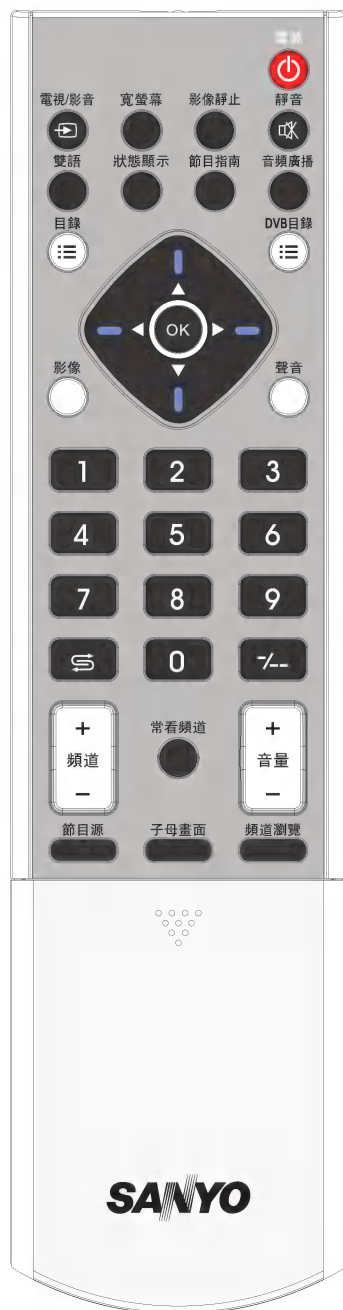 電視/影音 寬螢幕 影像靜止 靜音
雙語 狀態顯示 節目指南 音頻廣播
目錄 DVB目錄
OK
影像 聲音
1 2 3
4 5 6
7 8 9
0 -/--
+ 常看頻道 +
頻道 音量
− −
節目源 子母畫面 頻道瀏覽
SANYO